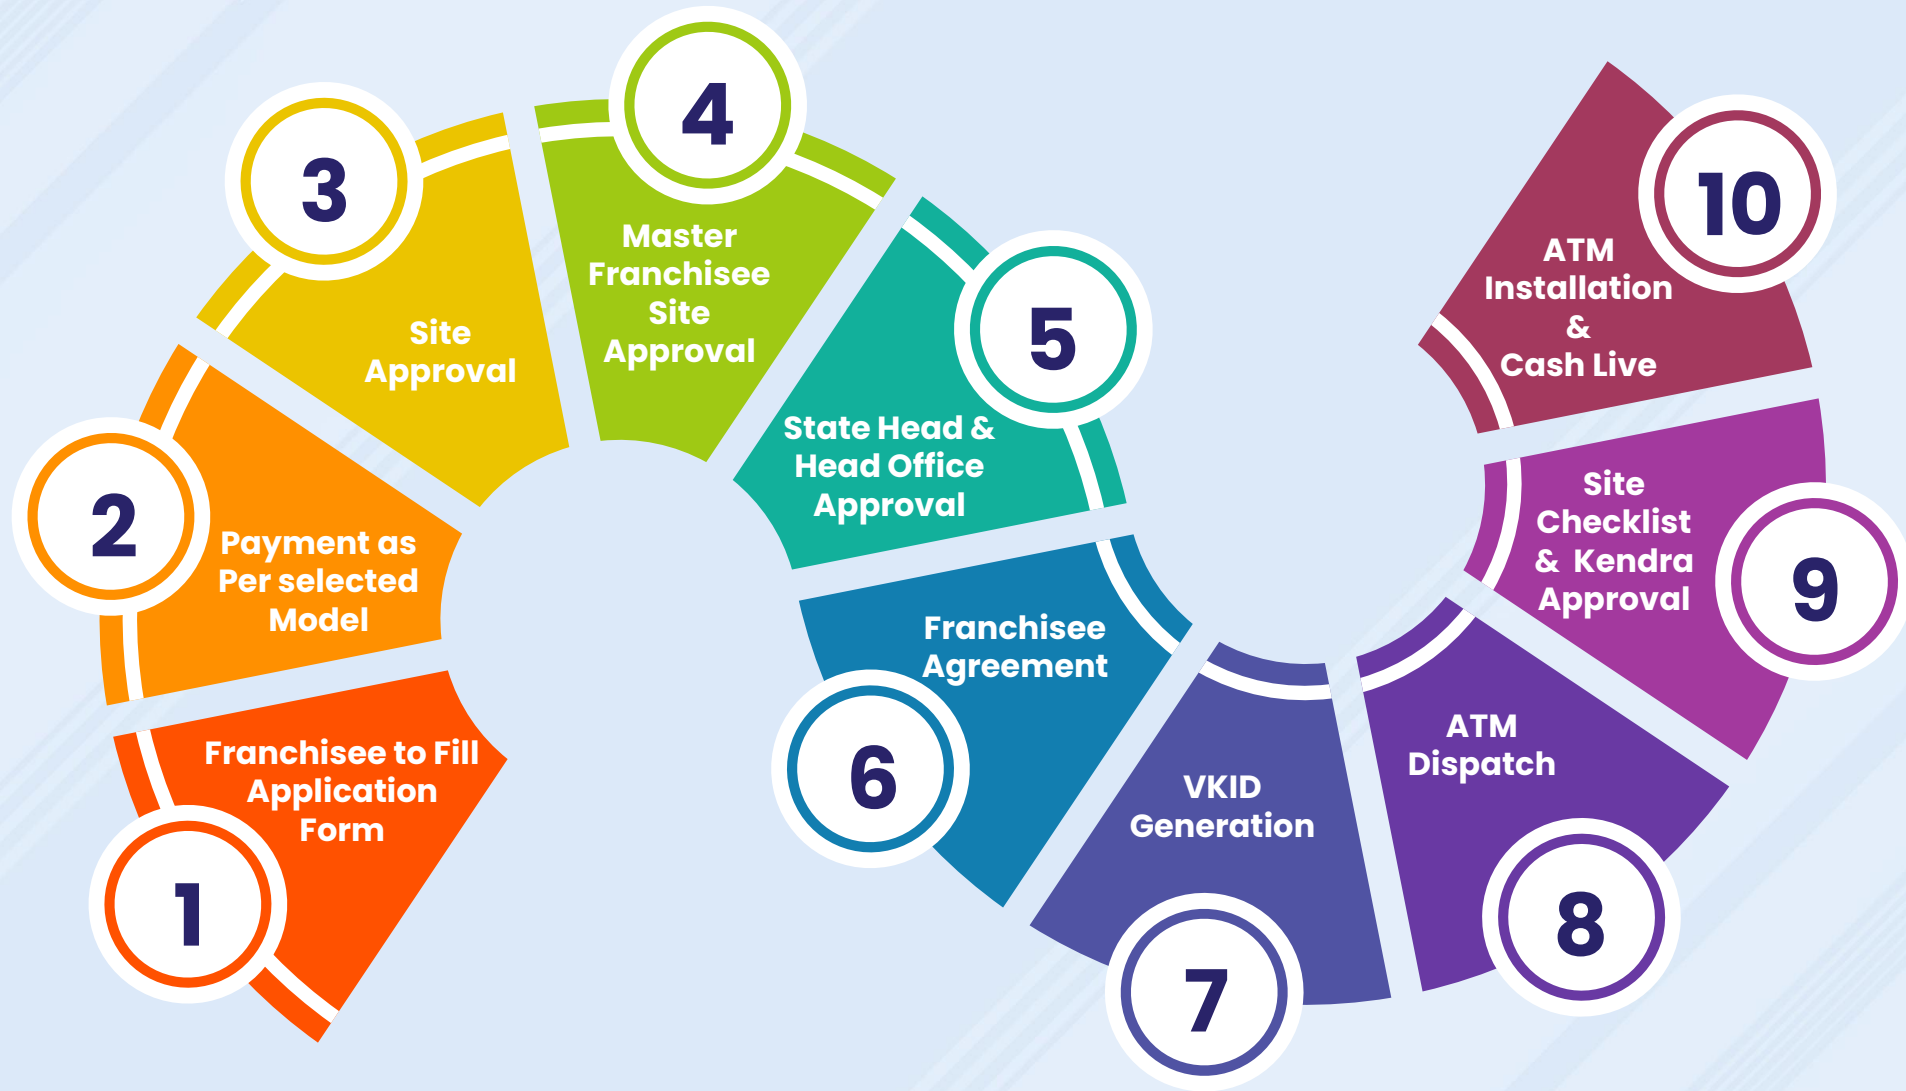 1
Franchisee to Fill
Application
Form
2
Payment as
Per selected
Model
3
Site
Approval
4
Master
Franchisee
Site
Approval
5
State Head &
Head Office
Approval
6
Franchisee
Agreement
7
VKID
Generation
8
ATM
Dispatch
9
Site
Checklist
& Kendra
Approval
10
ATM
Installation
&
Cash Live